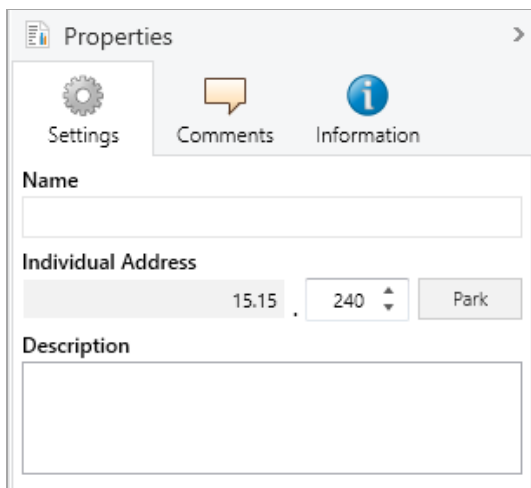 Properties
Settings Comments Information
Name
Individual Address
15.15 . 240 Park
Description